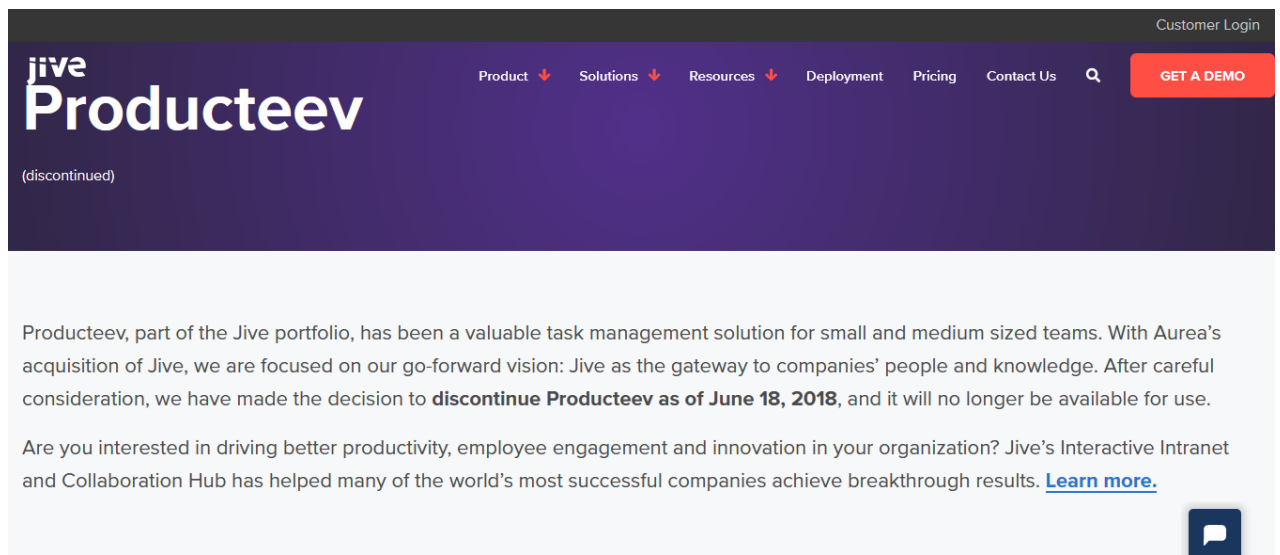 Customer Login
jive
Producteev
Product Solutions Resources Deployment Pricing Contact Us GET A DEMO
(discontinued)
Producteev, part of the Jive portfolio, has been a valuable task management solution for small and medium sized teams. With Aurea’s
acquisition of Jive, we are focused on our go-forward vision: Jive as the gateway to companies’ people and knowledge. After careful
consideration, we have made the decision to discontinue Producteev as of June 18, 2018, and it will no longer be available for use.
Are you interested in driving better productivity, employee engagement and innovation in your organization? Jive’s Interactive Intranet
and Collaboration Hub has helped many of the world’s most successful companies achieve breakthrough results. Learn more.